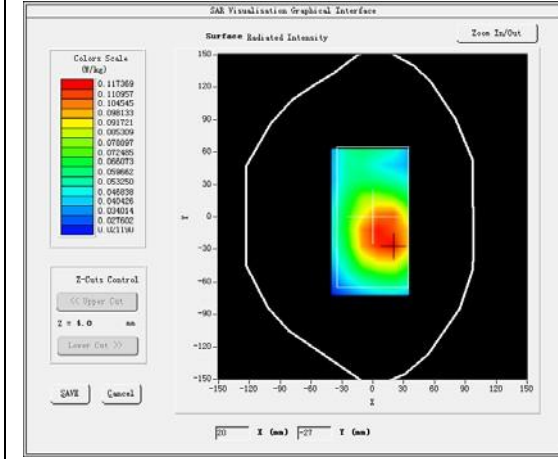 SAR Visualisation Graphical Interface
Surface Radiated Intensity
Zoom In/Out
Colors Scale
(W/kg)
0.117369
0.110957
0.104545
0.098133
0.091721
0.085309
0.078897
0.072485
0.066073
0.059662
0.053250
0.046838
0.040426
0.034014
0.027602
0.021190
150
120
90
60
30
0
-30
-60
-90
-120
-150
Y
-150 -120 -90 -60 -30 0 30 60 90 120 150
X
Z-Cuts Control
<< Upper Cut
Z = 4.0 mm
Lower Cut >>
SAVE Cancel
20 X (mm) -27 Y (mm)